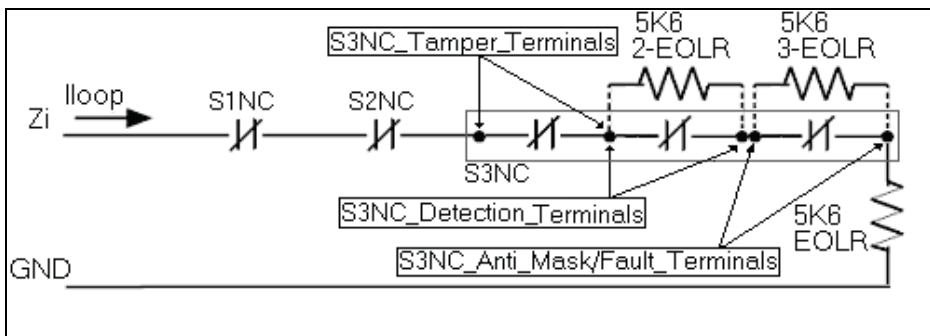 5K6
2-EOLR
5K6
3-EOLR
S3NC_Tamper_Terminals
Iloop
Zi
S1NC
S2NC
S3NC
S3NC_Detection_Terminals
5K6
EOLR
S3NC_Anti_Mask/Fault_Terminals
GND